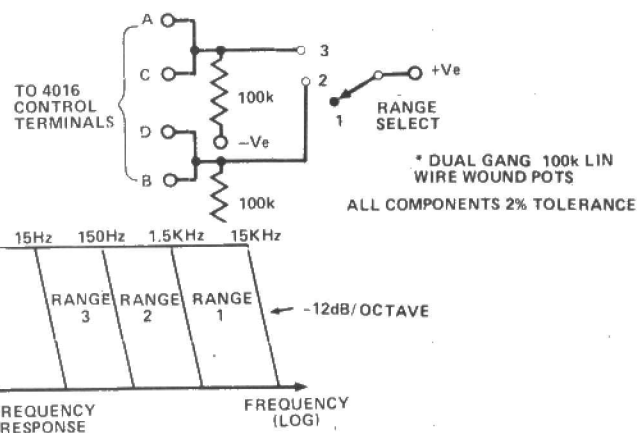 A
C
TO 4016
CONTROL
TERMINALS
D
B
100k
−Ve
100k
3
2
1
+Ve
RANGE
SELECT
* DUAL GANG 100k LIN
WIRE WOUND POTS
ALL COMPONENTS 2% TOLERANCE
15Hz 150Hz 1.5KHz 15KHz
RANGE
3
RANGE
2
RANGE
1
-12dB/OCTAVE
REQUENCY
RESPONSE
FREQUENCY
(LOG)